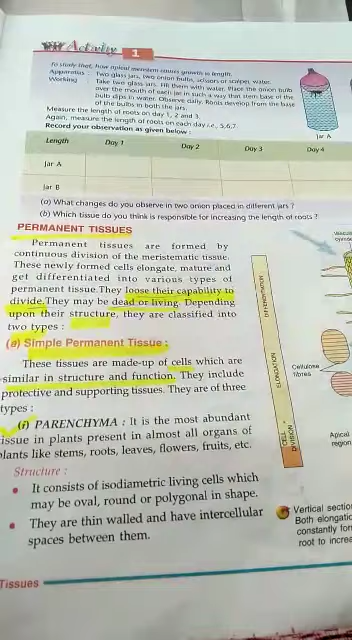 Activity 1
To study that, how apical meristem causes growth in length.
Apparatus : Two glass jars, two onion bulbs, scissors or scalpel, water.
Working : Take two glass jars. Fill them with water. Place the onion bulb
over the mouth of each jar in such a way that stem base of the
bulb dips in water. Observe daily. Roots develop from the base
of the bulbs in both the jars.
Measure the length of roots on day 1, 2 and 3.
Again, measure the length of roots on each day i.e., 5,6,7.
Record your observation as given below :
Jar A
Length Day 1 Day 2 Day 3 Day 4
Jar A
Jar B
(a) What changes do you observe in two onion placed in different jars ?
(b) Which tissue do you think is responsible for increasing the length of roots ?
PERMANENT TISSUES
Permanent tissues are formed by
continuous division of the meristematic tissue.
These newly formed cells elongate, mature and
get differentiated into various types of
permanent tissue.They loose their capability to
divide.They may be dead or living. Depending
upon their structure, they are classified into
two types :
(a) Simple Permanent Tissue :
These tissues are made-up of cells which are
similar in structure and function. They include
protective and supporting tissues. They are of three
types :
(i) PARENCHYMA : It is the most abundant
tissue in plants present in almost all organs of
plants like stems, roots, leaves, flowers, fruits, etc.
Structure :
• It consists of isodiametric living cells which
may be oval, round or polygonal in shape.
• They are thin walled and have intercellular
spaces between them.
DIFFERENTIATION
ELONGATION
CELL DIVISION
Cellulose
fibres
Apical
region
Vertical sectio
Both elongatio
constantly for
root to increa
Tissues